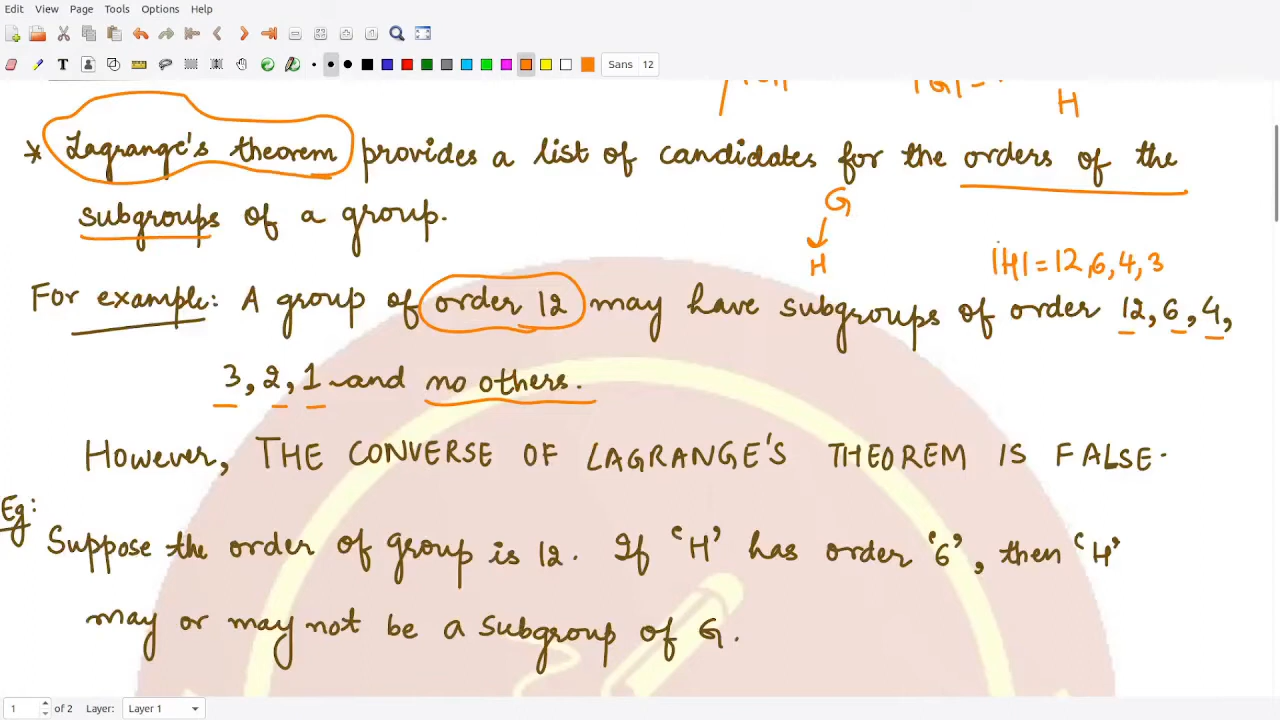 Edit View Page Tools Options Help
Sans 12
H
* Lagrange's theorem provides a list of candidates for the orders of the
subgroups of a group.
G
H
|H| = 12, 6, 4, 3
For example: A group of order 12 may have subgroups of order 12, 6, 4,
3, 2, 1 and no others.
However, THE CONVERSE OF LAGRANGE'S THEOREM IS FALSE.
Eg:
Suppose the order of group is 12. If 'H' has order '6', then 'H'
may or may not be a subgroup of G.
1 of 2 Layer: Layer 1